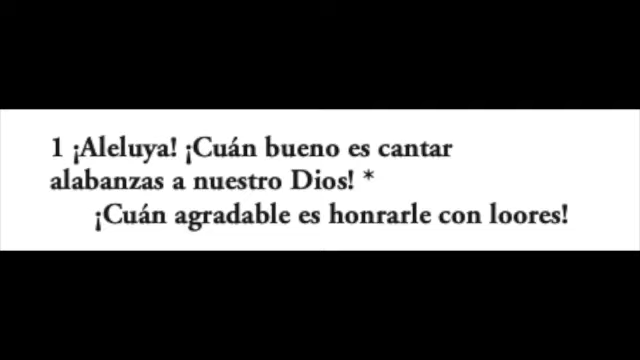 1 ¡Aleluya! ¡Cuán bueno es cantar
alabanzas a nuestro Dios! *
¡Cuán agradable es honrarle con loores!